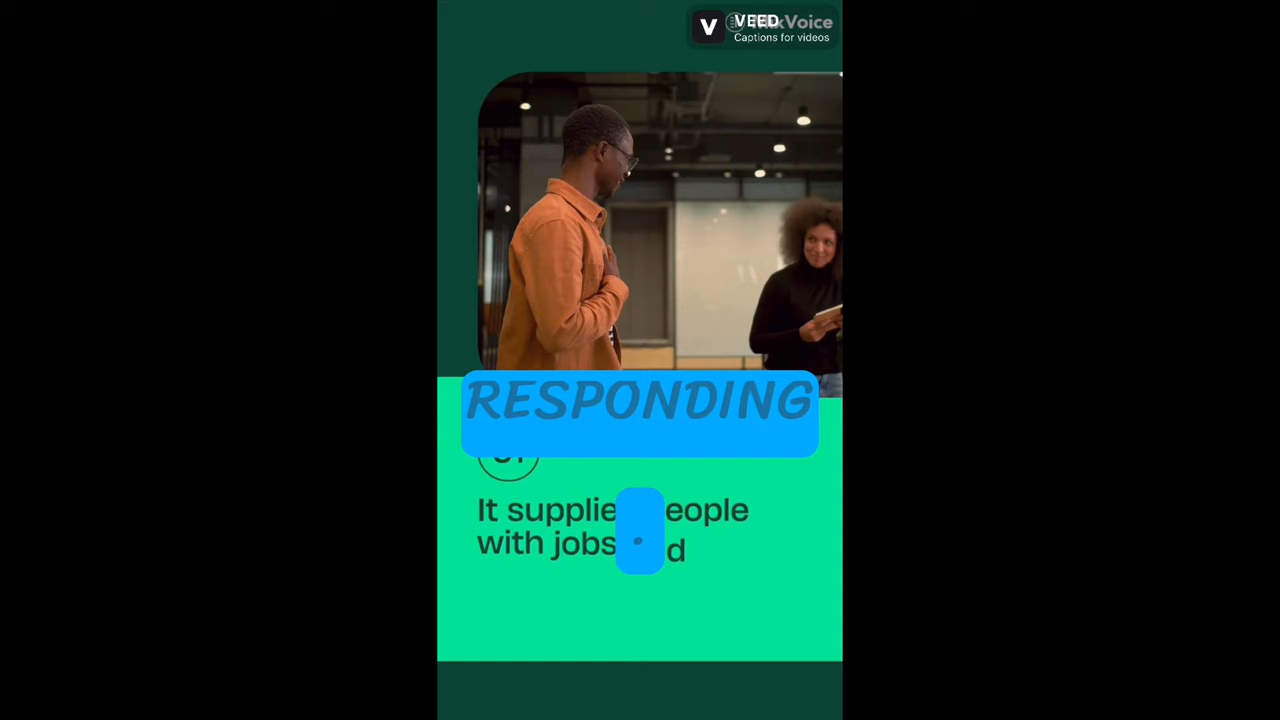 VEED
Captions for videos
RESPONDING
.
It supplie eople
with jobs d